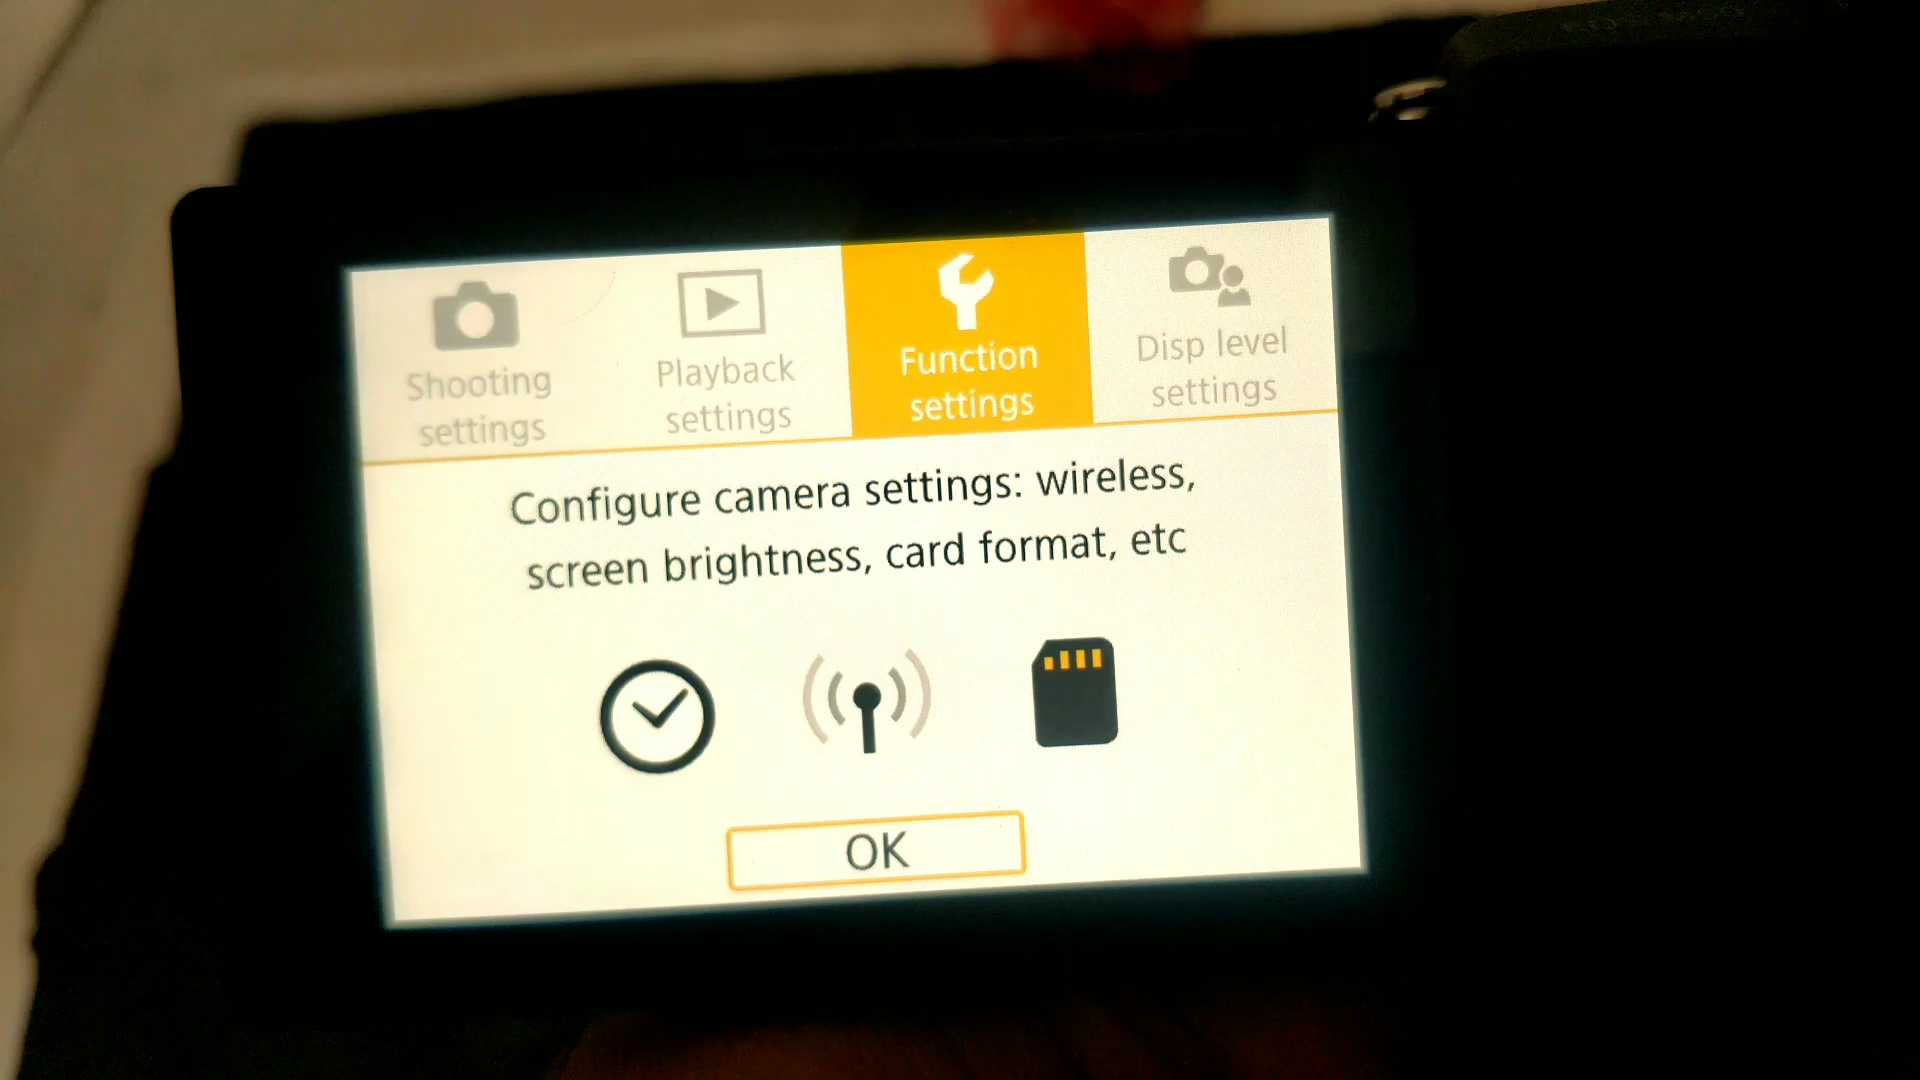 Shooting
settings
Playback
settings
Function
settings
Disp level
settings
Configure camera settings: wireless,
screen brightness, card format, etc
OK